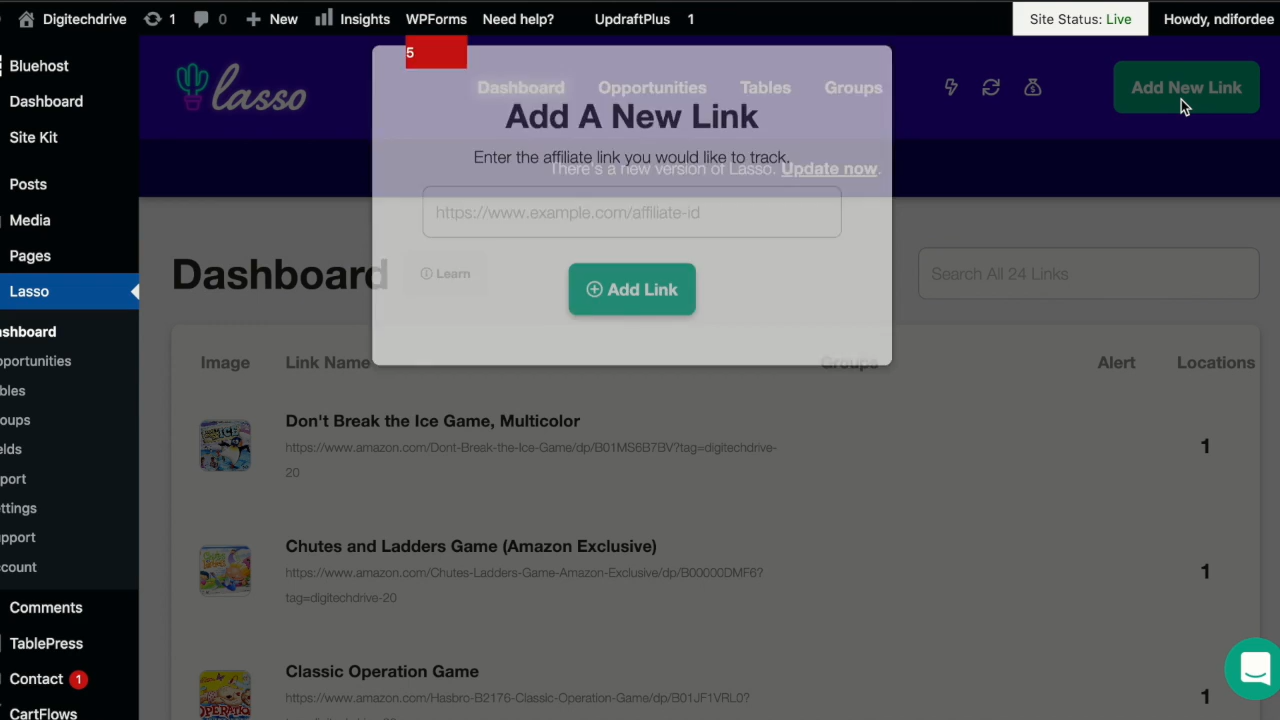 Digitechdrive 1 0 New Insights WPForms Need help? UpdraftPlus 1 Site Status: Live Howdy, ndifordee
5
Bluehost
Dashboard
Site Kit
Posts
Media
Pages
Lasso
ashboard
pportunities
bles
oups
elds
port
ettings
upport
ccount
Comments
TablePress
Contact 1
CartFlows
lasso
Dashboard Opportunities Tables Groups
Add New Link
There's a new version of Lasso. Update now.
Add A New Link
Enter the affiliate link you would like to track.
https://www.example.com/affiliate-id
Add Link
Dashboard
Learn
Search All 24 Links
Image Link Name Groups Alert Locations
Don't Break the Ice Game, Multicolor
https://www.amazon.com/Dont-Break-the-Ice-Game/dp/B01MS6B7BV?tag=digitechdrive-
20
1
Chutes and Ladders Game (Amazon Exclusive)
https://www.amazon.com/Chutes-Ladders-Game-Amazon-Exclusive/dp/B00000DMF6?
tag=digitechdrive-20
1
Classic Operation Game
https://www.amazon.com/Hasbro-B2176-Classic-Operation-Game/dp/B01JF1VRL0?
1